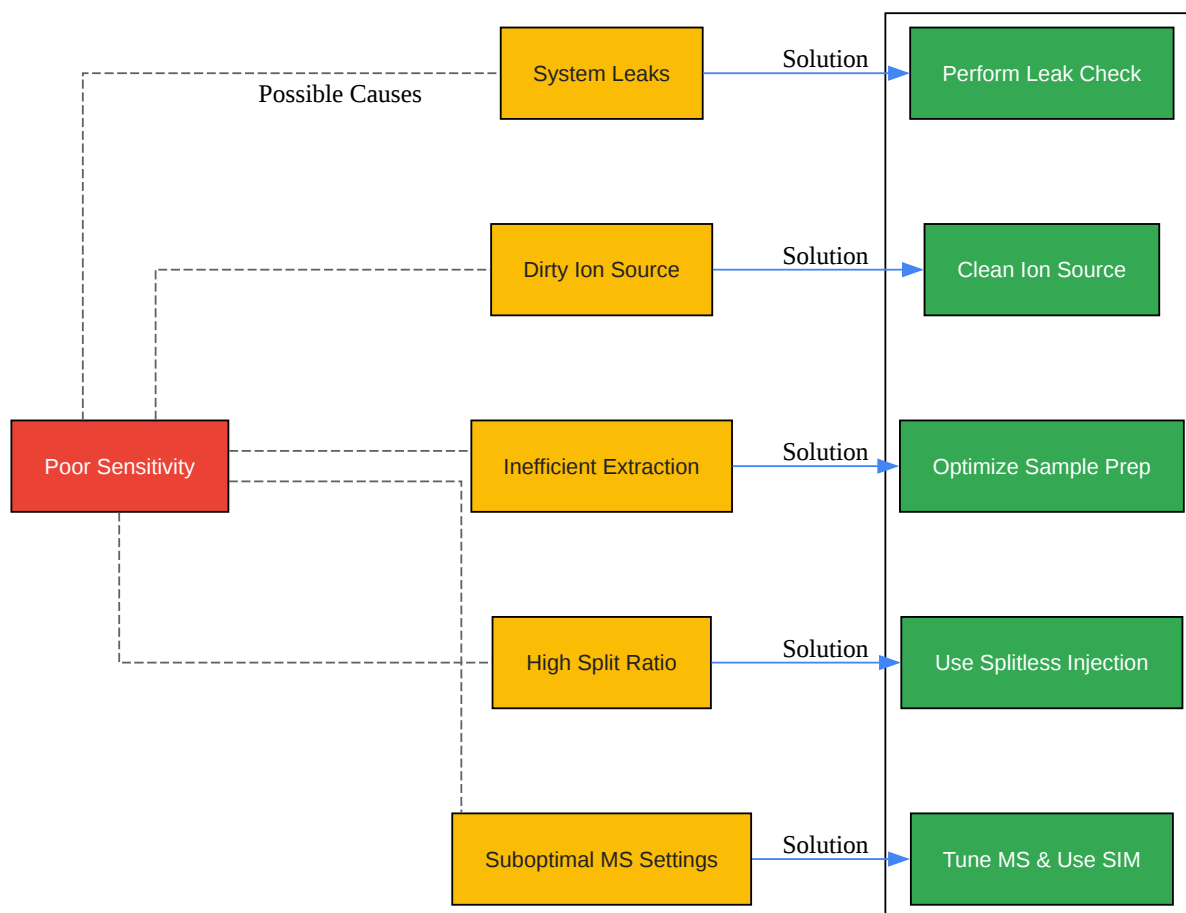 System Leaks
Solution
Perform Leak Check
Possible Causes
Dirty Ion Source
Solution
Clean Ion Source
Poor Sensitivity
Inefficient Extraction
Solution
Optimize Sample Prep
High Split Ratio
Solution
Use Splitless Injection
Suboptimal MS Settings
Solution
Tune MS & Use SIM